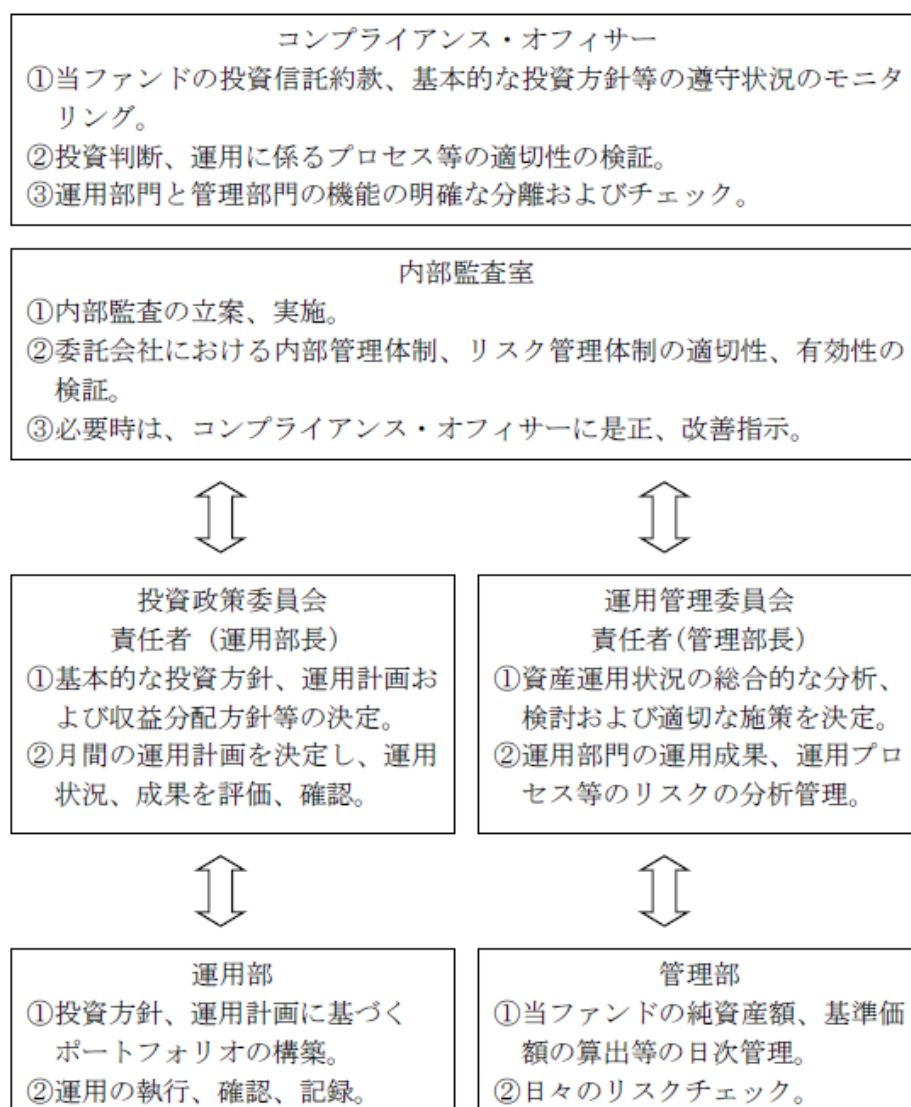 コンプライアンス・オフィサー
①当ファンドの投資信託約款、基本的な投資方針等の遵守状況のモニタ
リング。
②投資判断、運用に係るプロセス等の適切性の検証。
③運用部門と管理部門の機能の明確な分離およびチェック。
内部監査室
①内部監査の立案、実施。
②委託会社における内部管理体制、リスク管理体制の適切性、有効性の
検証。
③必要時は、コンプライアンス・オフィサーに是正、改善指示。
投資政策委員会
責任者（運用部長）
①基本的な投資方針、運用計画お
よび収益分配方針等の決定。
②月間の運用計画を決定し、運用
状況、成果を評価、確認。
運用管理委員会
責任者(管理部長)
①資産運用状況の総合的な分析、
検討および適切な施策を決定。
②運用部門の運用成果、運用プロ
セス等のリスクの分析管理。
運用部
①投資方針、運用計画に基づく
ポートフォリオの構築。
②運用の執行、確認、記録。
管理部
①当ファンドの純資産額、基準価
額の算出等の日次管理。
②日々のリスクチェック。